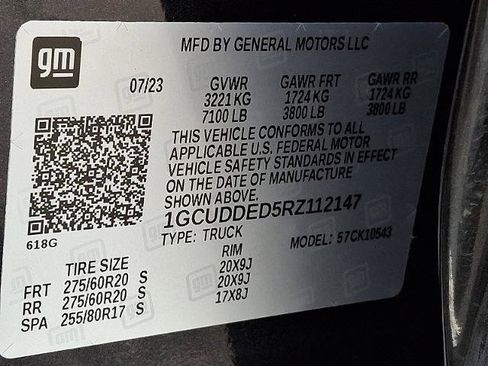 gm
MFD BY GENERAL MOTORS LLC
07/23 GVWR GAWR FRT GAWR RR
3221 KG 1724 KG 1724 KG
7100 LB 3800 LB 3800 LB
THIS VEHICLE CONFORMS TO ALL
APPLICABLE U.S. FEDERAL MOTOR
VEHICLE SAFETY STANDARDS IN EFFECT
ON THE DATE OF MANUFACTURE
SHOWN ABOVE.
1GCUDDED5RZ112147
618G
TYPE: TRUCK MODEL: 57CK10543
TIRE SIZE RIM
FRT 275/60R20 S 20X9J
RR 275/60R20 S 20X9J
SPA 255/80R17 S 17X8J